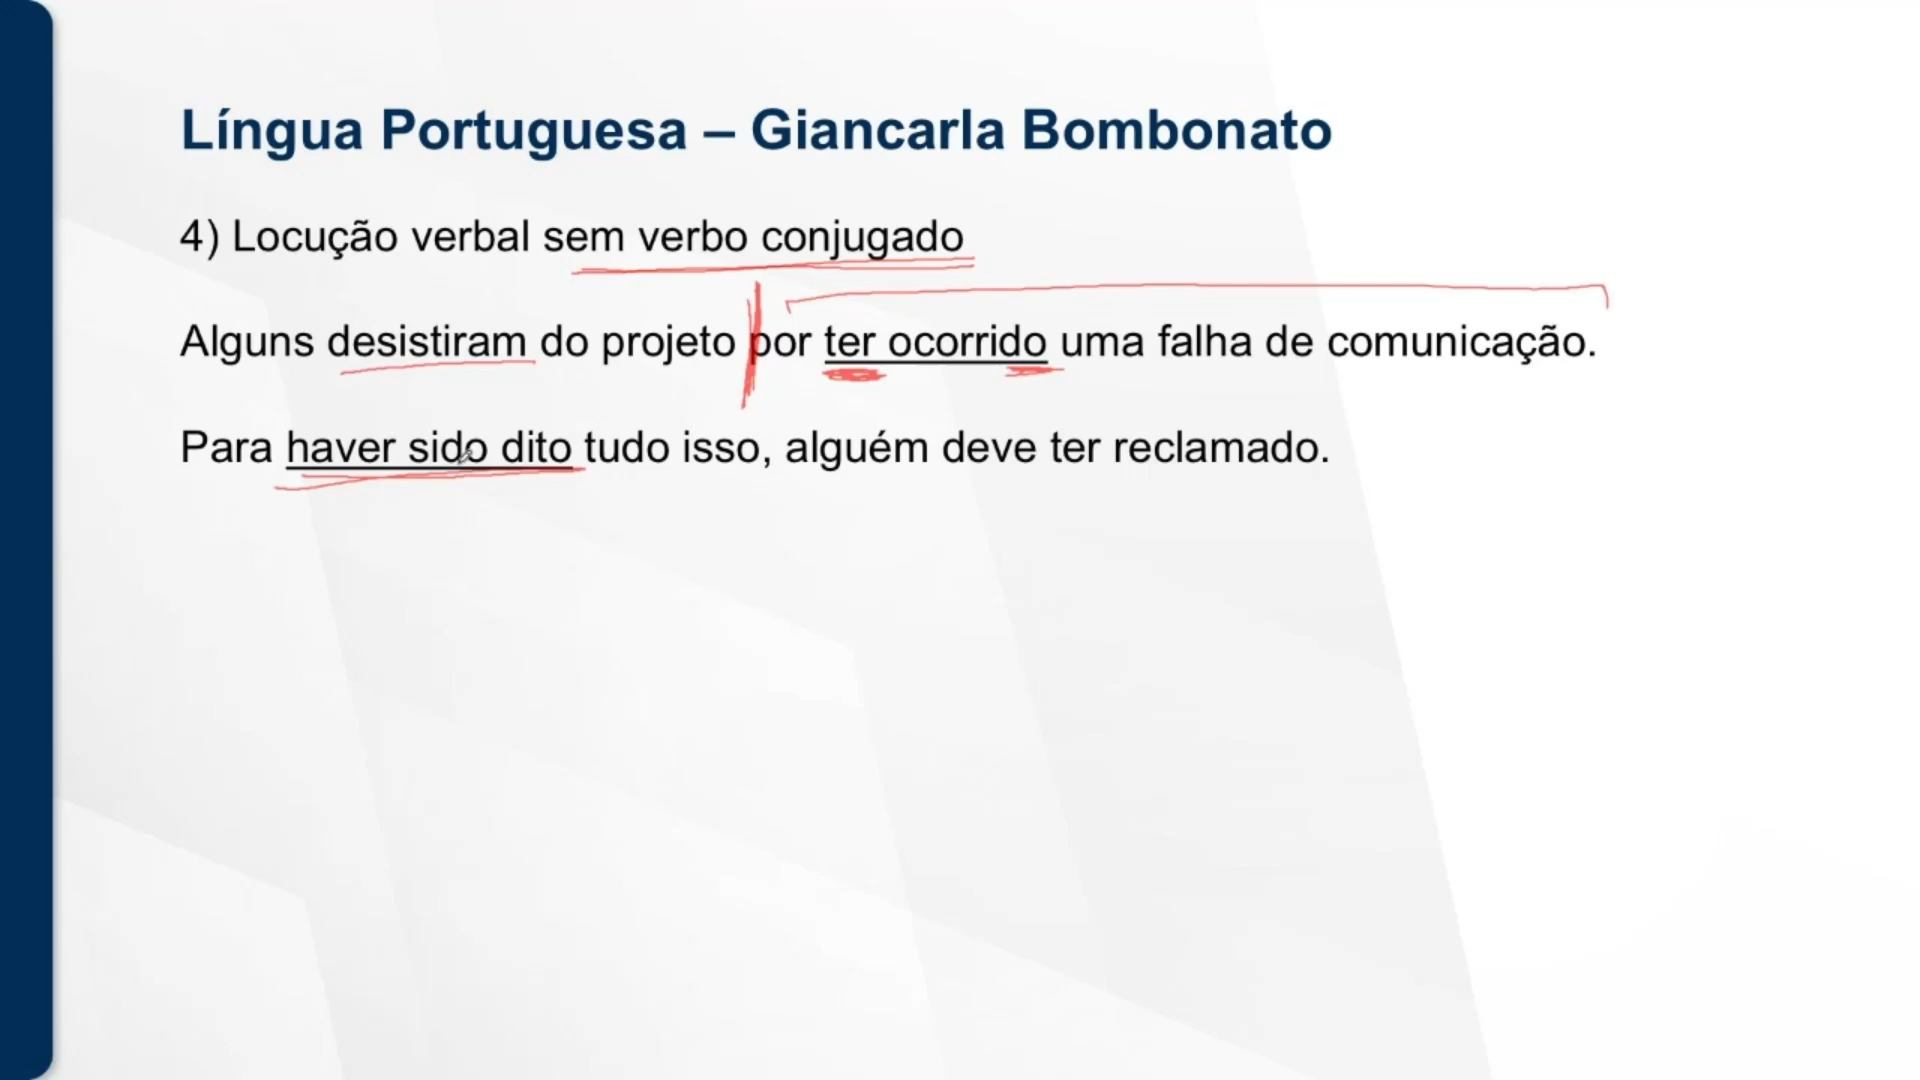 Língua Portuguesa – Giancarla Bombonato
4) Locução verbal sem verbo conjugado
Alguns desistiram do projeto por ter ocorrido uma falha de comunicação.
Para haver sido dito tudo isso, alguém deve ter reclamado.